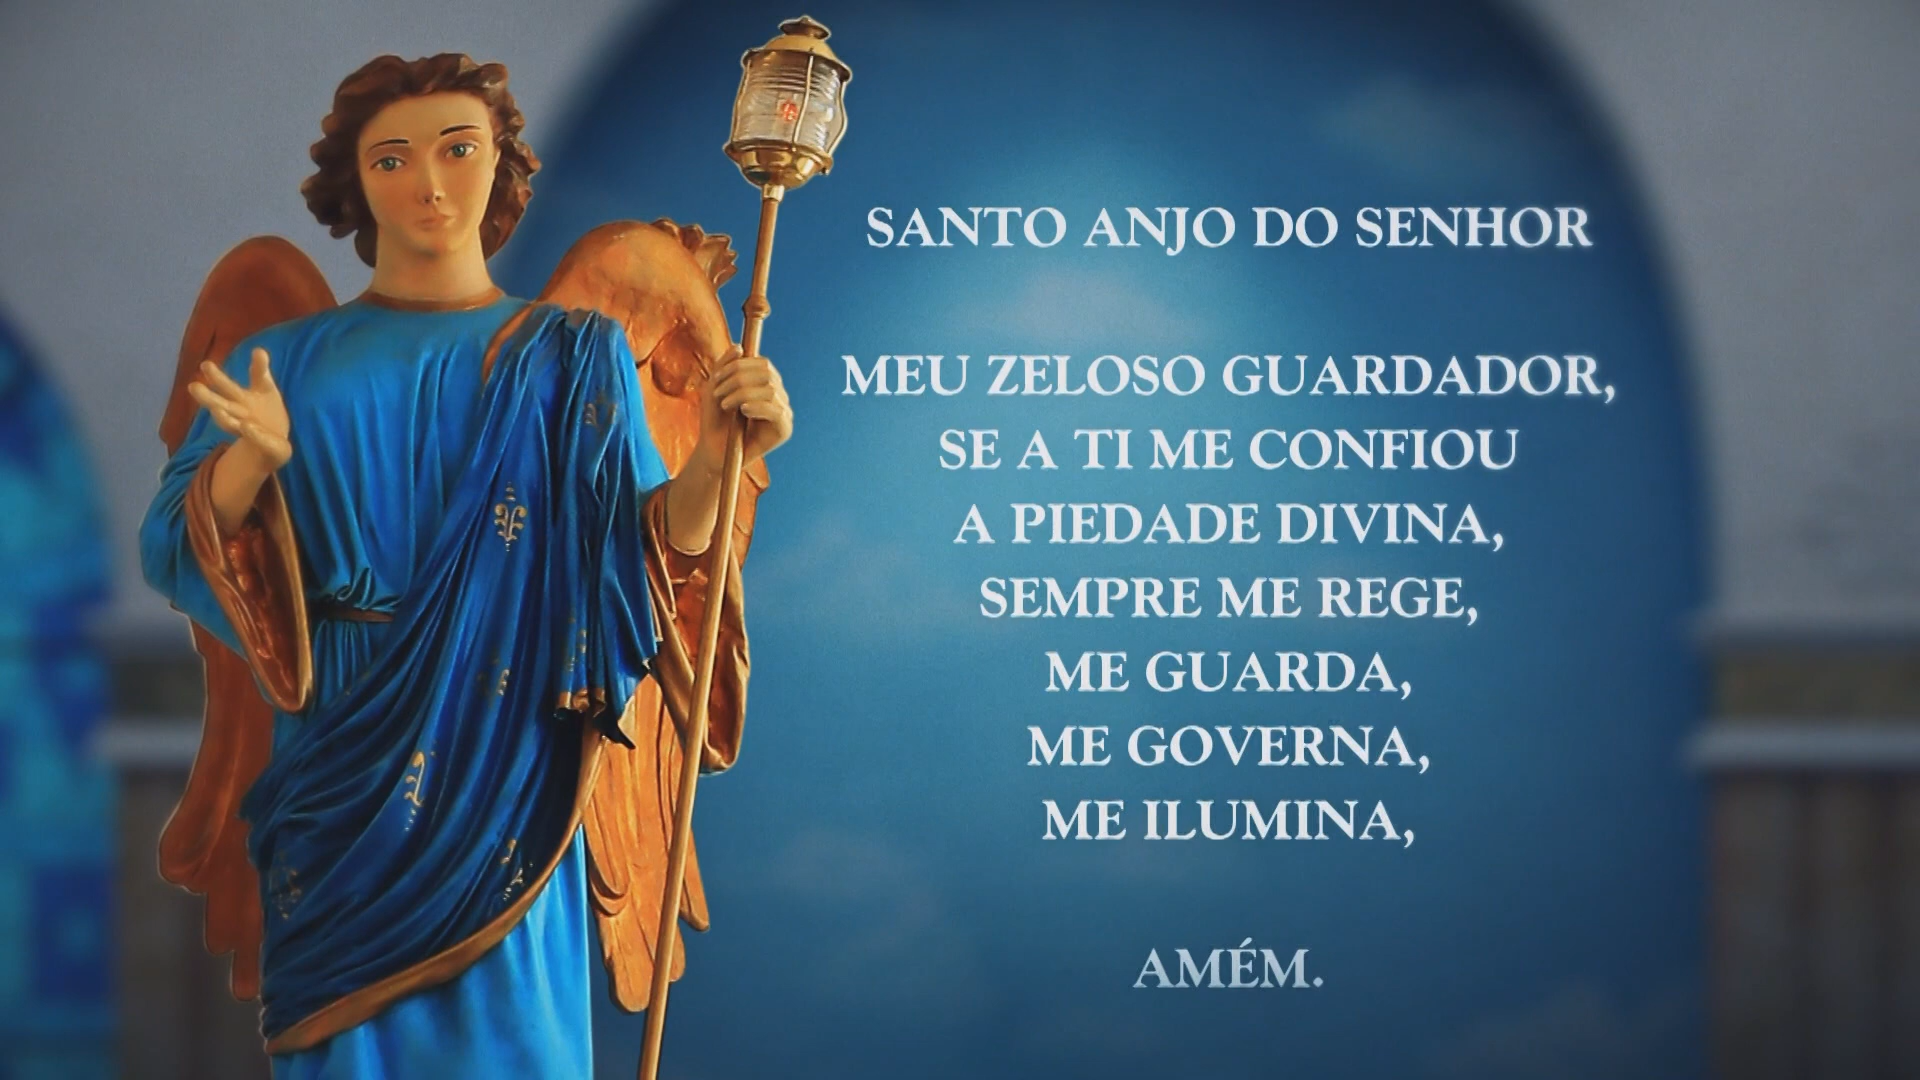 SANTO ANJO DO SENHOR
MEU ZELOSO GUARDADOR,
SE A TI ME CONFIOU
A PIEDADE DIVINA,
SEMPRE ME REGE,
ME GUARDA,
ME GOVERNA,
ME ILUMINA,
AMÉM.